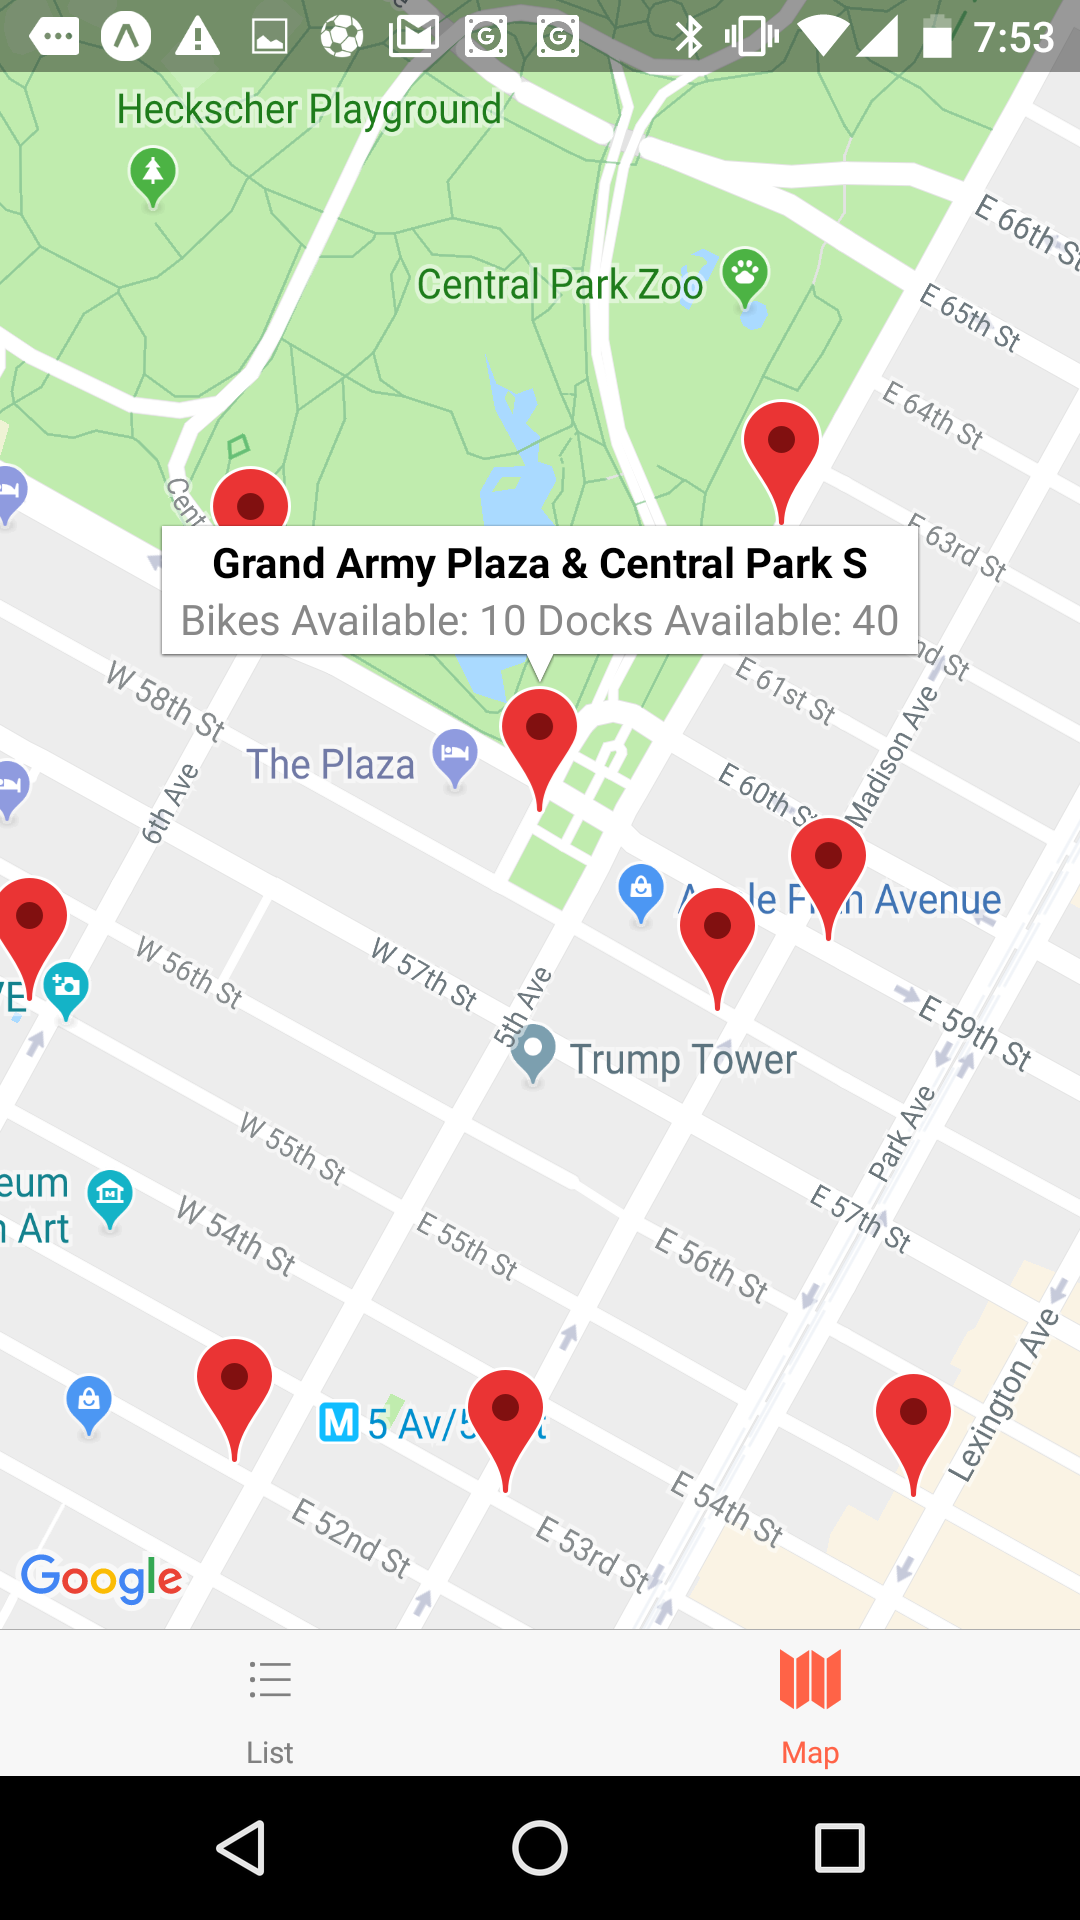 7:53
Heckscher Playground
Central Park Zoo
E 66th St
E 65th St
E 64th St
E 63rd St
Grand Army Plaza & Central Park S
Bikes Available: 10 Docks Available: 40
E 61st St
Madison Ave
W 58th St
The Plaza
6th Ave
E 60th St
Avenue
W 56th St
W 57th St
5th Ave
E 59th St
Trump Tower
Park Ave
W 55th St
W 54th St
E 55th St
E 57th St
E 56th St
Art
Lexington Ave
M 5 Av/5
E 54th St
E 52nd St
E 53rd St
Google
List
Map